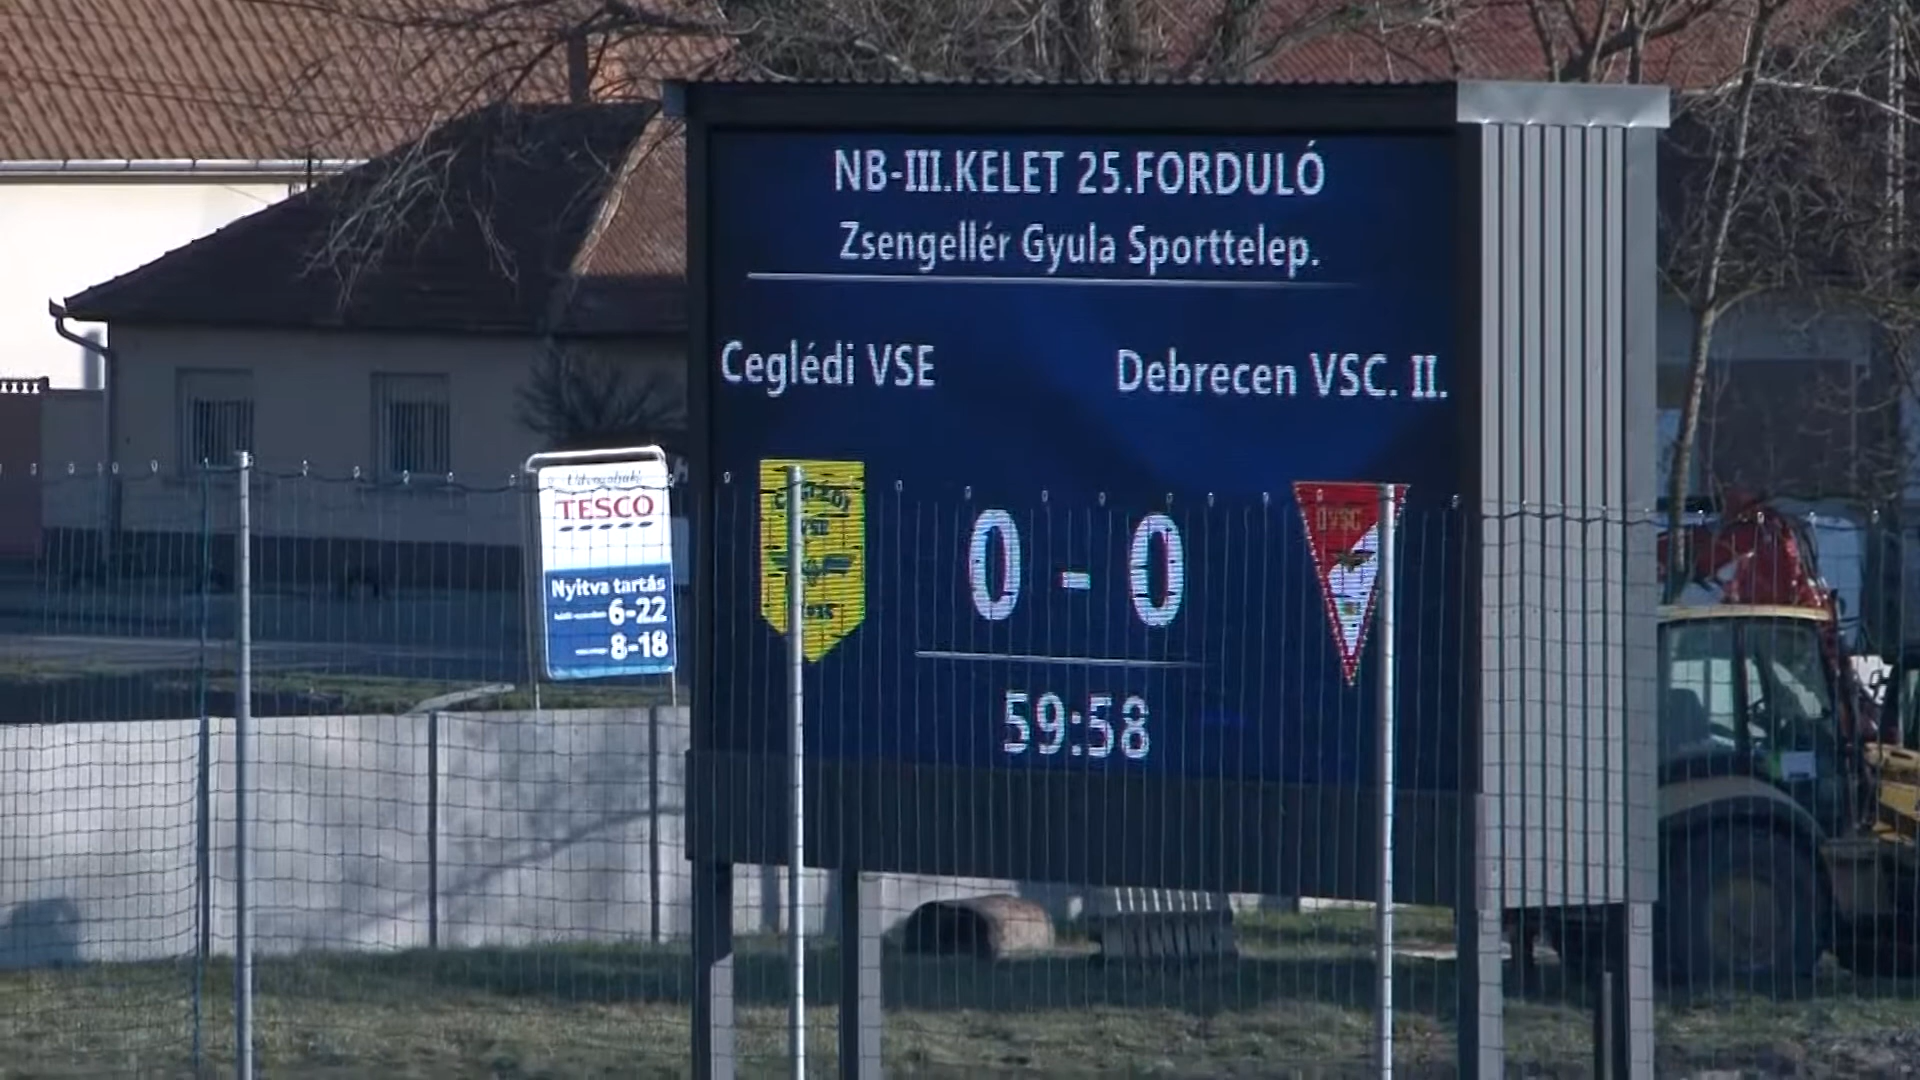 NB-III.KELET 25.FORDULÓ
Zsengellér Gyula Sporttelep.
Ceglédi VSE
Debrecen VSC. II.
0 - 0
59:58
VSE
DVSC
TESCO
Nyitva tartás
6-22
8-18